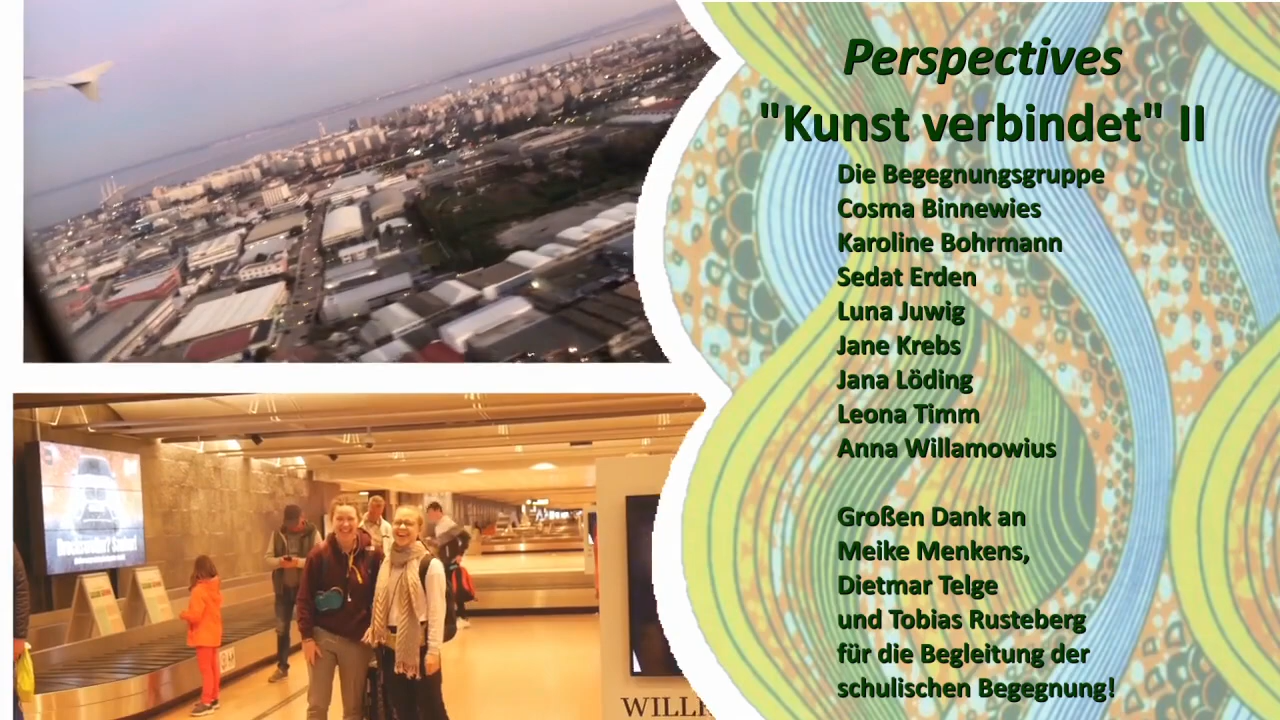 Perspectives
"Kunst verbindet" II
Die Begegnungsgruppe
Cosma Binnewies
Karoline Bohrmann
Sedat Erden
Luna Juwig
Jane Krebs
Jana Löding
Leona Timm
Anna Willamowius
Großen Dank an
Meike Menkens,
Dietmar Telge
und Tobias Rusteberg
für die Begleitung der
schulischen Begegnung!